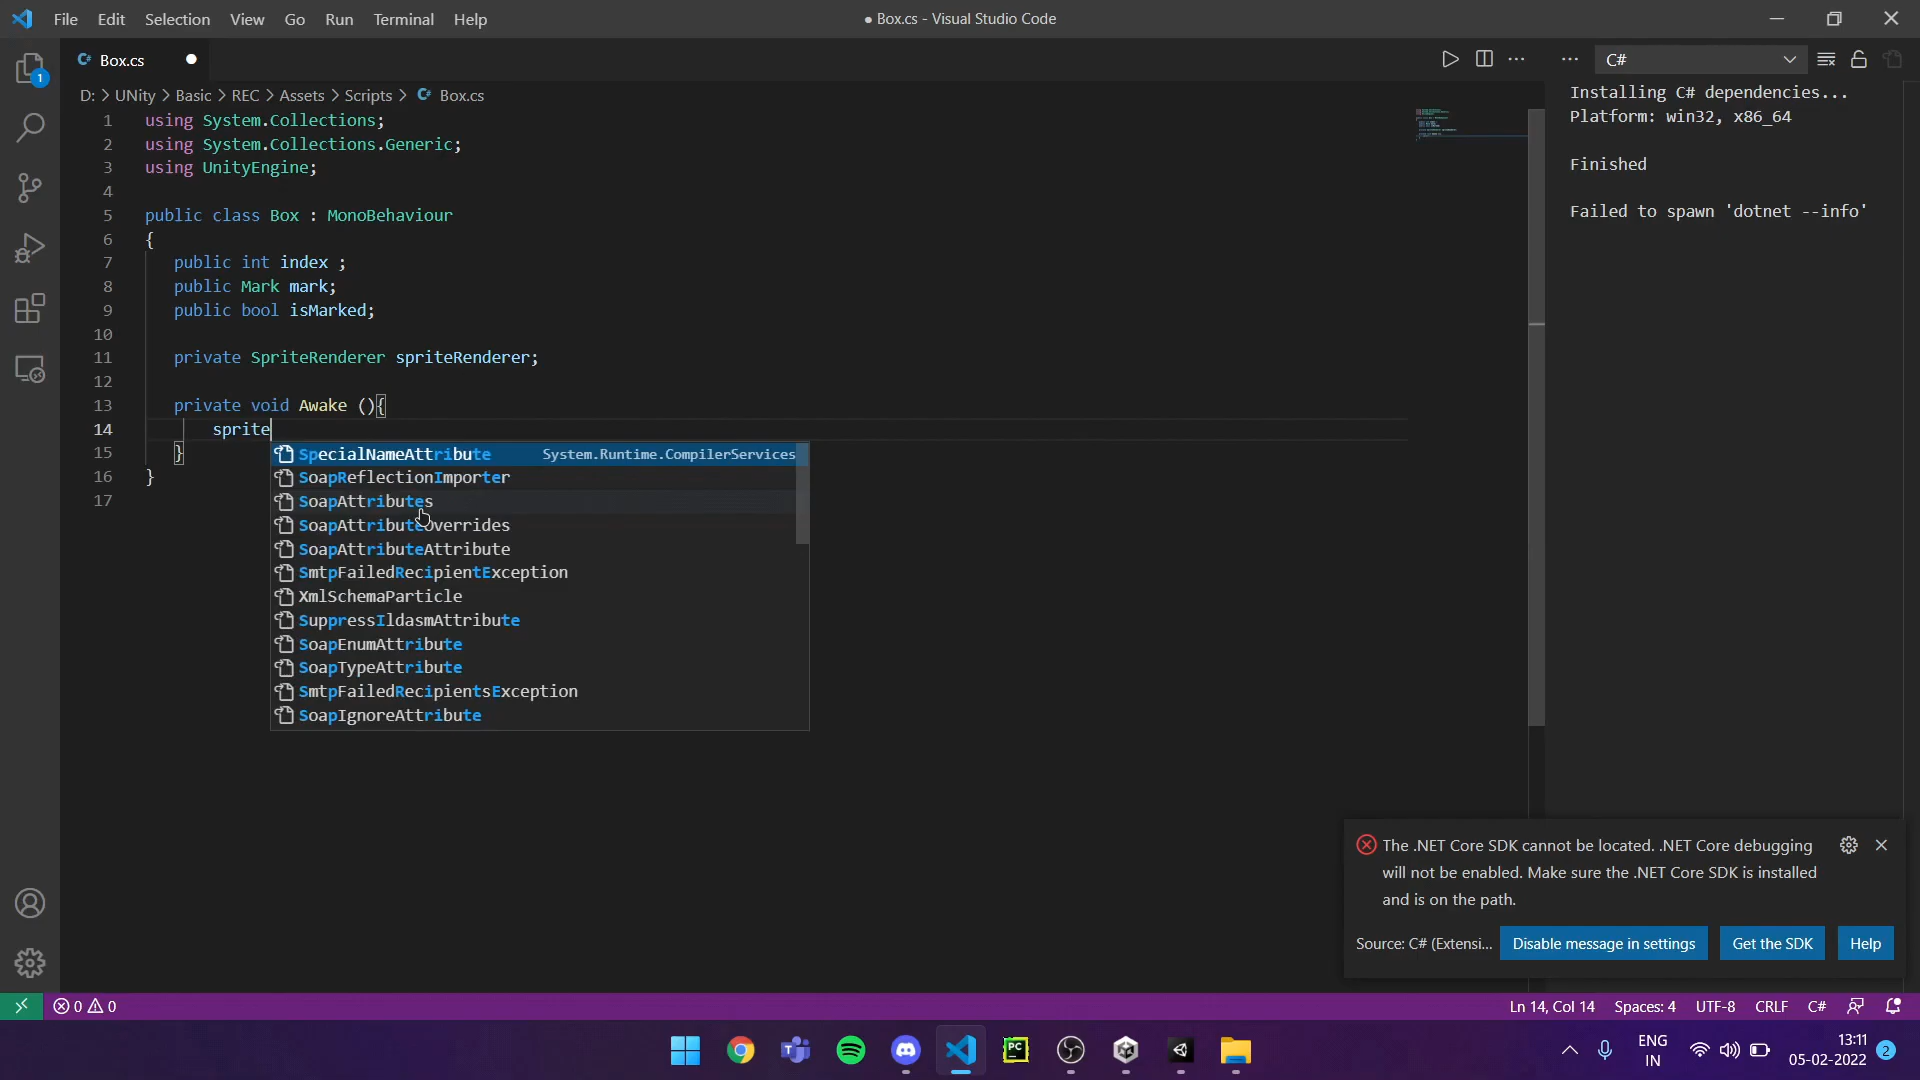 File Edit Selection View Go Run Terminal Help
● Box.cs - Visual Studio Code
1
C# Box.cs ●
D: > UNity > Basic > REC > Assets > Scripts > C# Box.cs
1 using System.Collections;
2 using System.Collections.Generic;
3 using UnityEngine;
4
5 public class Box : MonoBehaviour
6 {
7 public int index ;
8 public Mark mark;
9 public bool isMarked;
10
11 private SpriteRenderer spriteRenderer;
12
13 private void Awake (){
14 sprite
15 }
16 }
17
SpecialNameAttribute System.Runtime.CompilerServices
SoapReflectionImporter
SoapAttributes
SoapAttributeOverrides
SoapAttributeAttribute
SmtpFailedRecipientException
XmlSchemaParticle
SuppressIldasmAttribute
SoapEnumAttribute
SoapTypeAttribute
SmtpFailedRecipientsException
SoapIgnoreAttribute
C#
Installing C# dependencies...
Platform: win32, x86_64
Finished
Failed to spawn 'dotnet --info'
The .NET Core SDK cannot be located. .NET Core debugging
will not be enabled. Make sure the .NET Core SDK is installed
and is on the path.
Source: C# (Extensi... Disable message in settings Get the SDK Help
0 0
Ln 14, Col 14 Spaces: 4 UTF-8 CRLF C#
PC
ENG
IN
13:11
05-02-2022
2